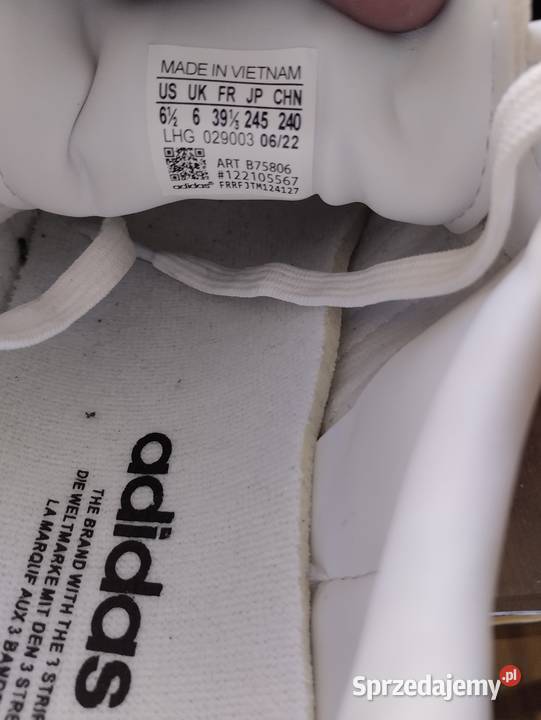 MADE IN VIETNAM
US UK FR JP CHN
6½ 6 39⅓ 245 240
LHG 029003 06/22
ART B75806
#122105567
adidas® FRRFJTM124127
adidas
THE BRAND WITH THE 3 STRIP
DIE WELTMARKE MIT DEN 3 STREI
LA MARQUE AUX 3 BAND
Sprzedajemy.pl